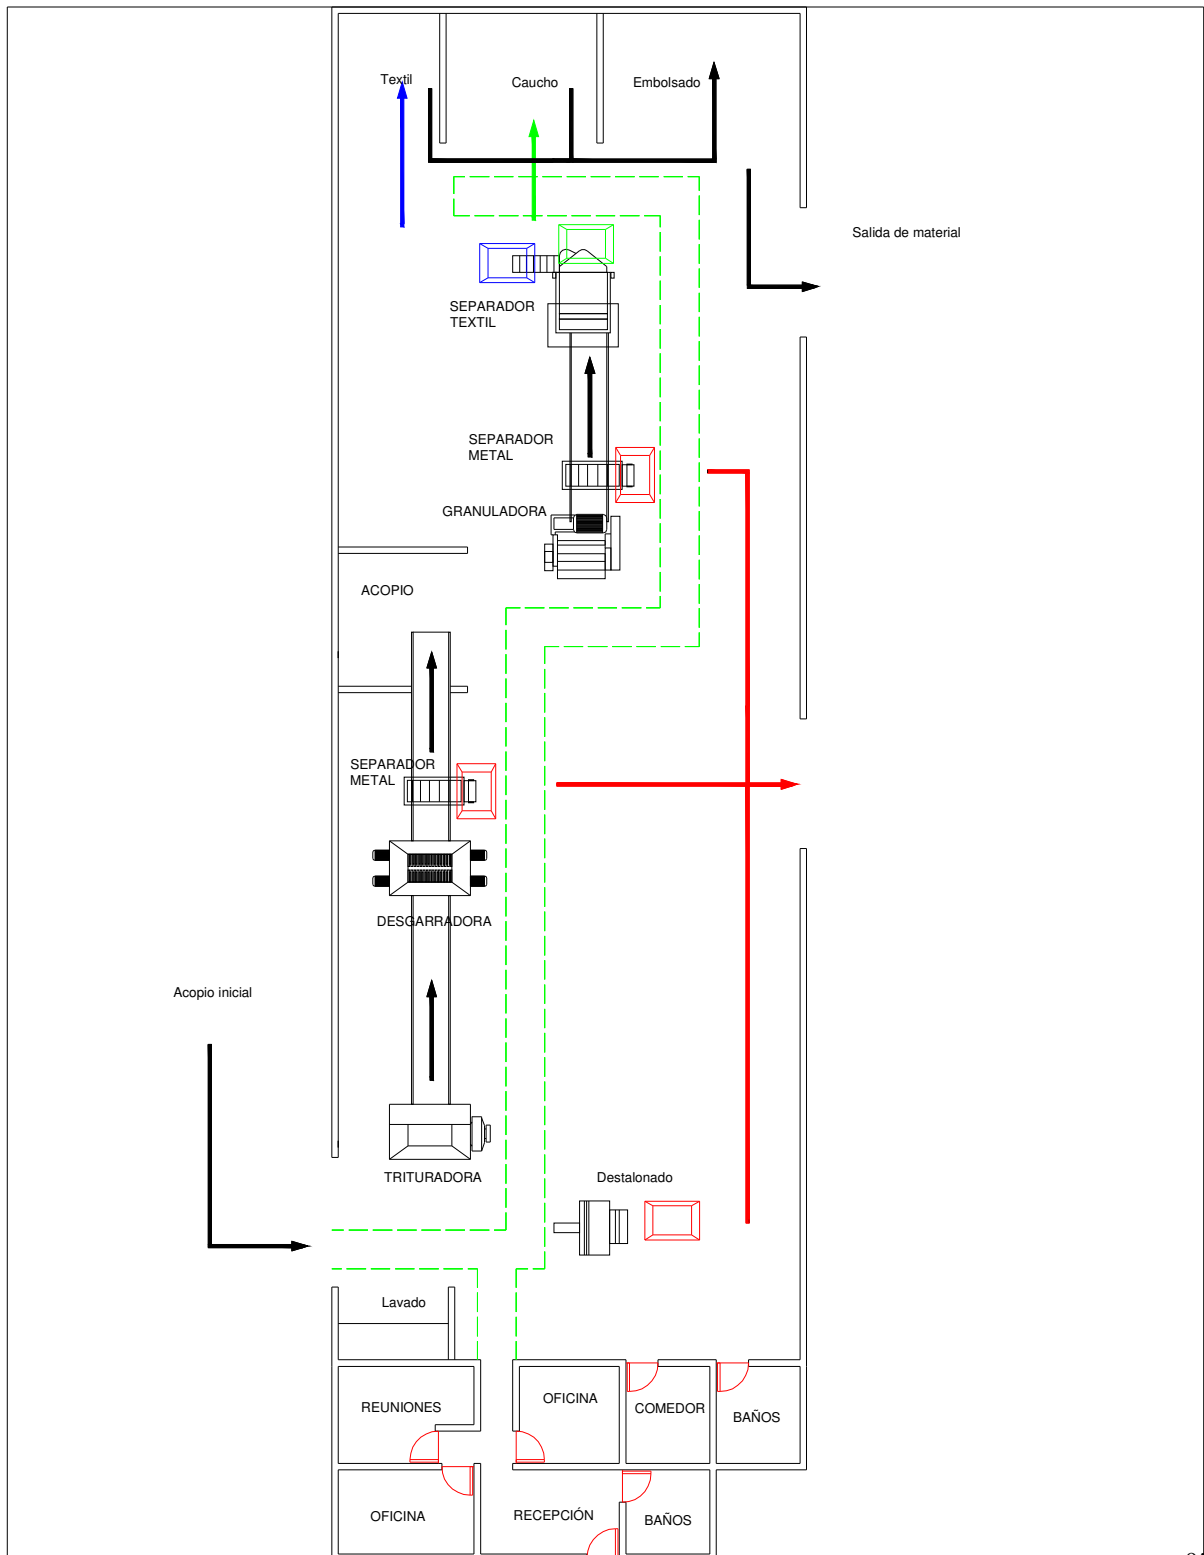 Textil
Caucho
Embolsado
Salida de material
SEPARADOR
TEXTIL
SEPARADOR
METAL
GRANULADORA
ACOPIO
SEPARADOR
METAL
DESGARRADORA
Acopio inicial
TRITURADORA
Destalonado
Lavado
REUNIONES
OFICINA
COMEDOR
BAÑOS
OFICINA
RECEPCIÓN
BAÑOS